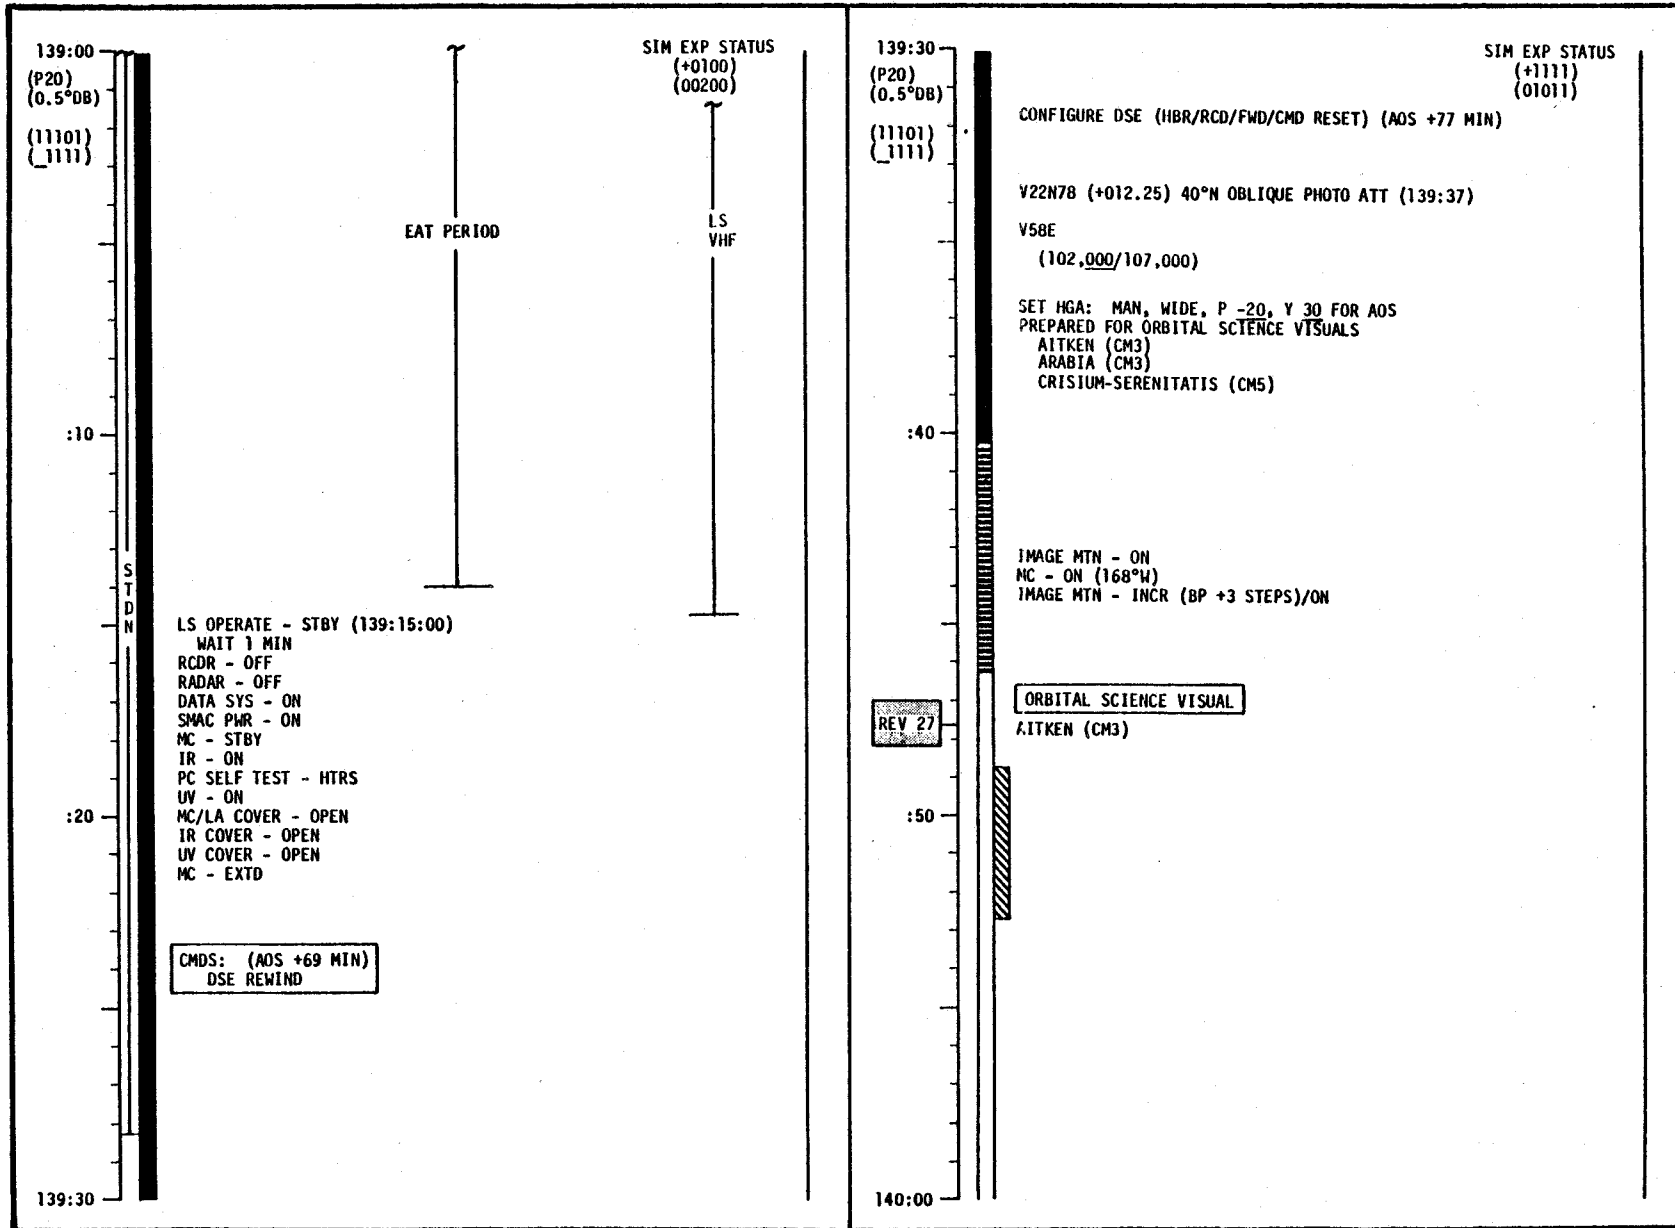 139:00
(P20)
(0.5°DB)
(11101)
(_1111)
:10
STDN
:20
139:30
EAT PERIOD
SIM EXP STATUS
(+0100)
(00200)
LS
VHF
LS OPERATE - STBY (139:15:00)
WAIT 1 MIN
RCDR - OFF
RADAR - OFF
DATA SYS - ON
SMAC PWR - ON
MC - STBY
IR - ON
PC SELF TEST - HTRS
UV - ON
MC/LA COVER - OPEN
IR COVER - OPEN
UV COVER - OPEN
MC - EXTD
CMDS: (AOS +69 MIN)
DSE REWIND
139:30
(P20)
(0.5°DB)
(11101)
(_1111)
:40
REV 27
:50
140:00
SIM EXP STATUS
(+1111)
(01011)
CONFIGURE DSE (HBR/RCD/FWD/CMD RESET) (AOS +77 MIN)
V22N78 (+012.25) 40°N OBLIQUE PHOTO ATT (139:37)
V58E
(102,000/107,000)
SET HGA: MAN, WIDE, P -20, Y 30 FOR AOS
PREPARED FOR ORBITAL SCIENCE VISUALS
AITKEN (CM3)
ARABIA (CM3)
CRISIUM-SERENITATIS (CM5)
IMAGE MTN - ON
MC - ON (168°W)
IMAGE MTN - INCR (BP +3 STEPS)/ON
ORBITAL SCIENCE VISUAL
AITKEN (CM3)